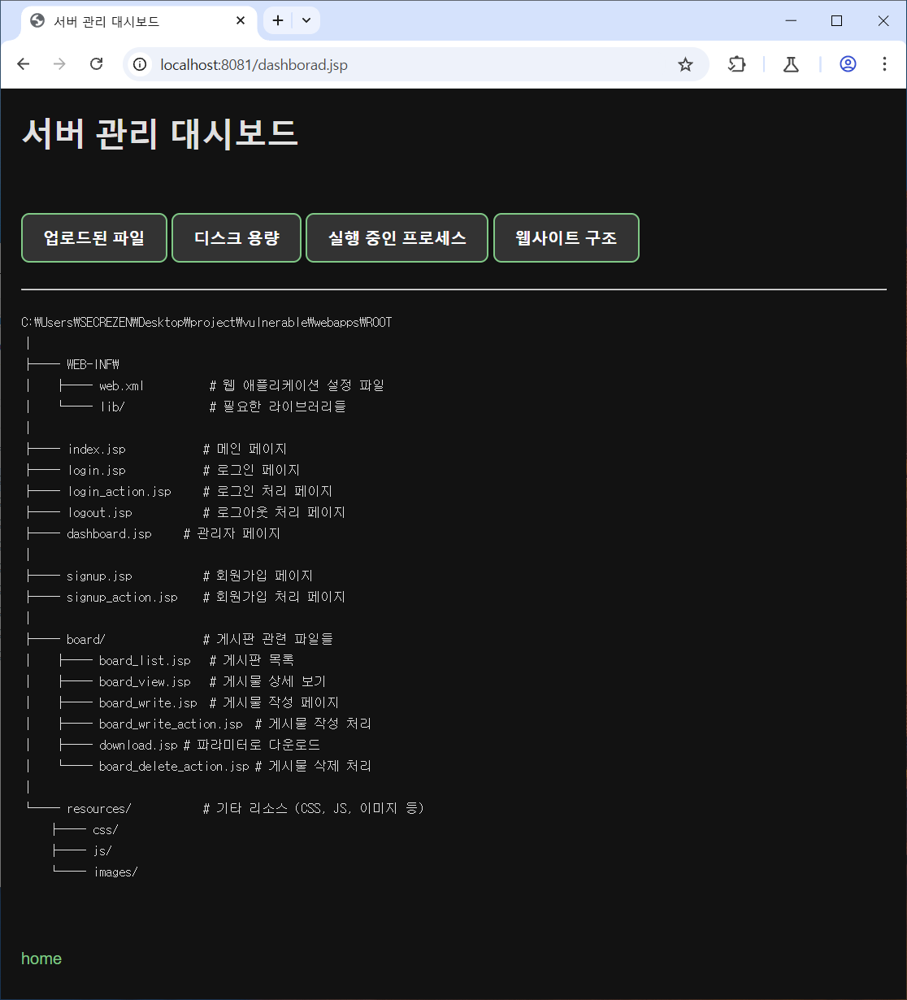 서버 관리 대시보드
localhost:8081/dashborad.jsp
서버 관리 대시보드
업로드된 파일 디스크 용량 실행 중인 프로세스 웹사이트 구조
C:₩Users₩SECREZEN₩Desktop₩project₩vulnerable₩webapps₩ROOT
│
├── WEB-INF₩
│   ├── web.xml          # 웹 애플리케이션 설정 파일
│   └── lib/             # 필요한 라이브러리들
│
├── index.jsp            # 메인 페이지
├── login.jsp            # 로그인 페이지
├── login_action.jsp     # 로그인 처리 페이지
├── logout.jsp           # 로그아웃 처리 페이지
├── dashboard.jsp     # 관리자 페이지
│
├── signup.jsp           # 회원가입 페이지
├── signup_action.jsp    # 회원가입 처리 페이지
│
├── board/               # 게시판 관련 파일들
│   ├── board_list.jsp   # 게시판 목록
│   ├── board_view.jsp   # 게시물 상세 보기
│   ├── board_write.jsp  # 게시물 작성 페이지
│   ├── board_write_action.jsp  # 게시물 작성 처리
│   ├── download.jsp # 파라미터로 다운로드
│   └── board_delete_action.jsp # 게시물 삭제 처리
│
└── resources/           # 기타 리소스 (CSS, JS, 이미지 등)
    ├── css/
    ├── js/
    └── images/
home